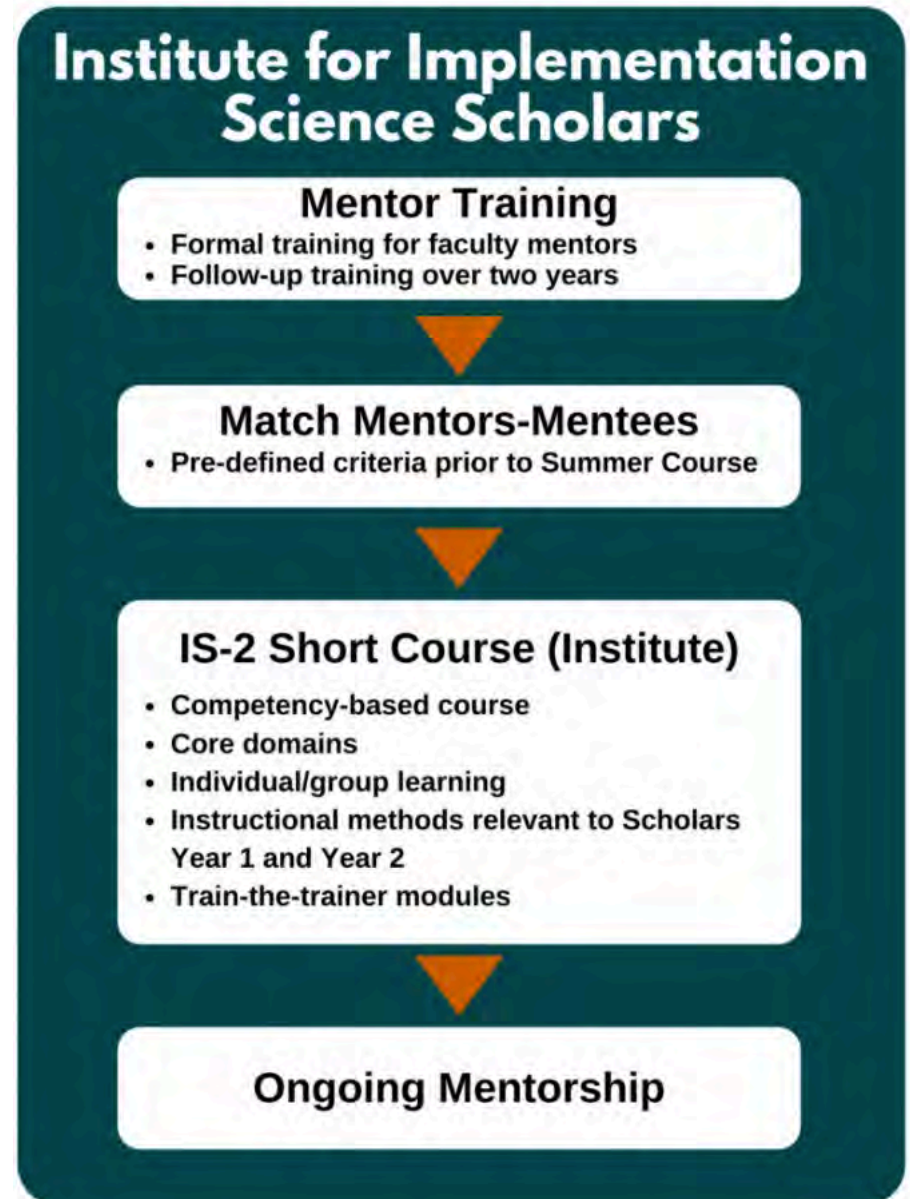 Institute for Implementation
Science Scholars
Mentor Training
• Formal training for faculty mentors
• Follow-up training over two years
Match Mentors-Mentees
• Pre-defined criteria prior to Summer Course
IS-2 Short Course (Institute)
• Competency-based course
• Core domains
• Individual/group learning
• Instructional methods relevant to Scholars
Year 1 and Year 2
• Train-the-trainer modules
Ongoing Mentorship